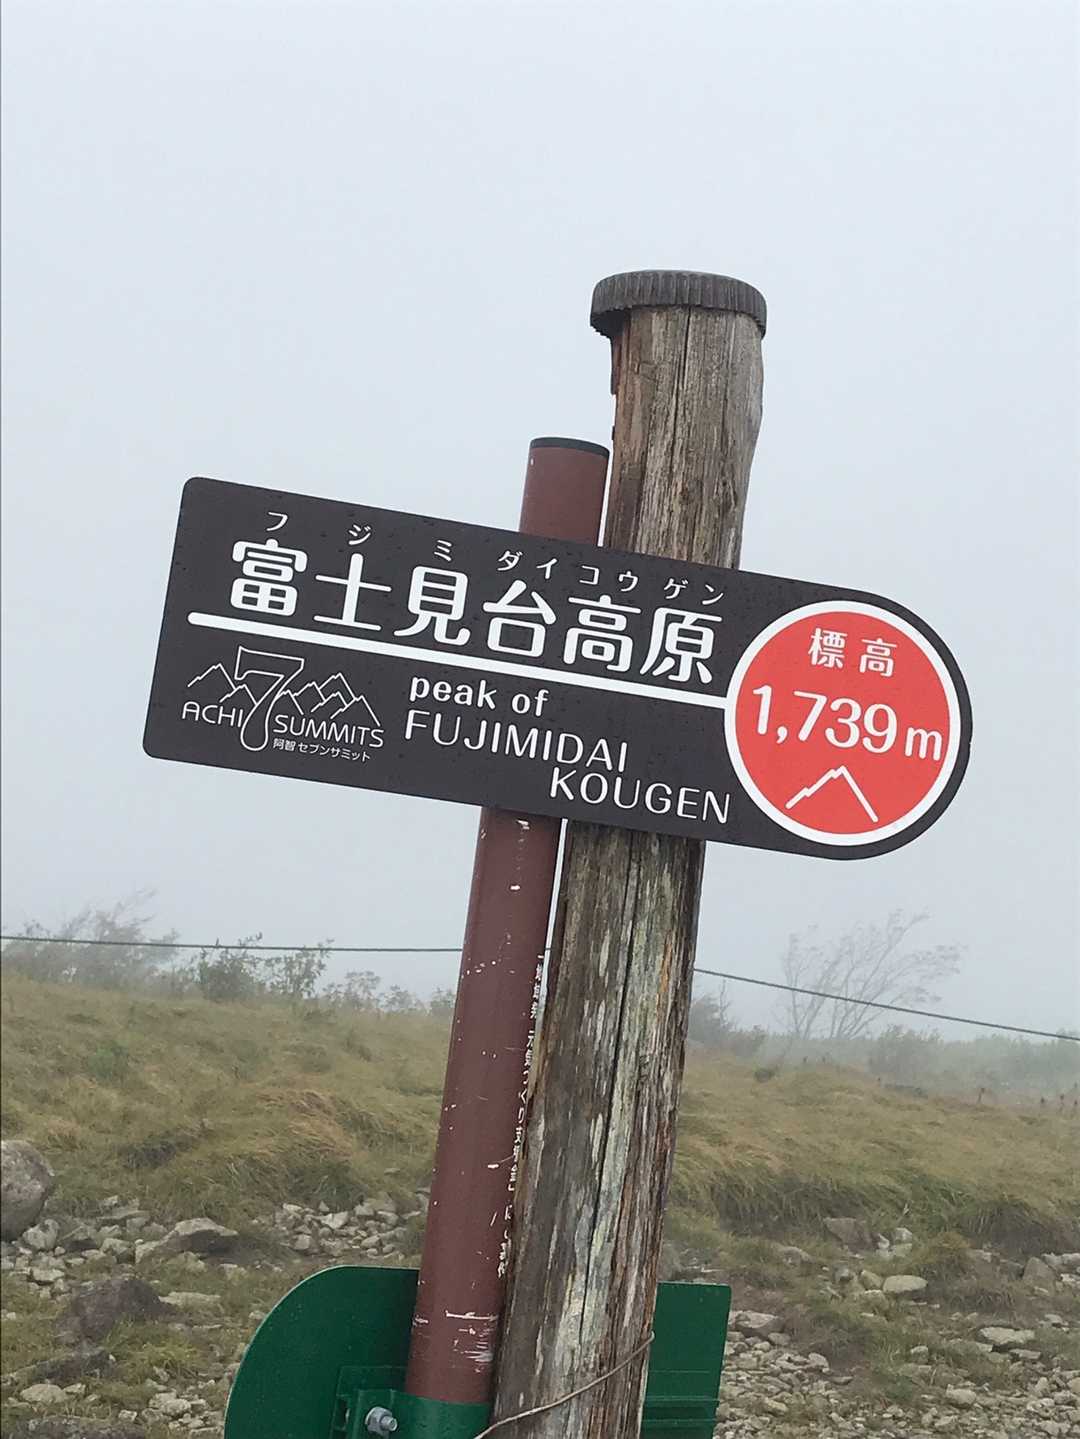 フジミダイコウゲン
富士見台高原
ACHI 7 SUMMITS
阿智セブンサミット
peak of
FUJIMIDAI
KOUGEN
標高
1,739m